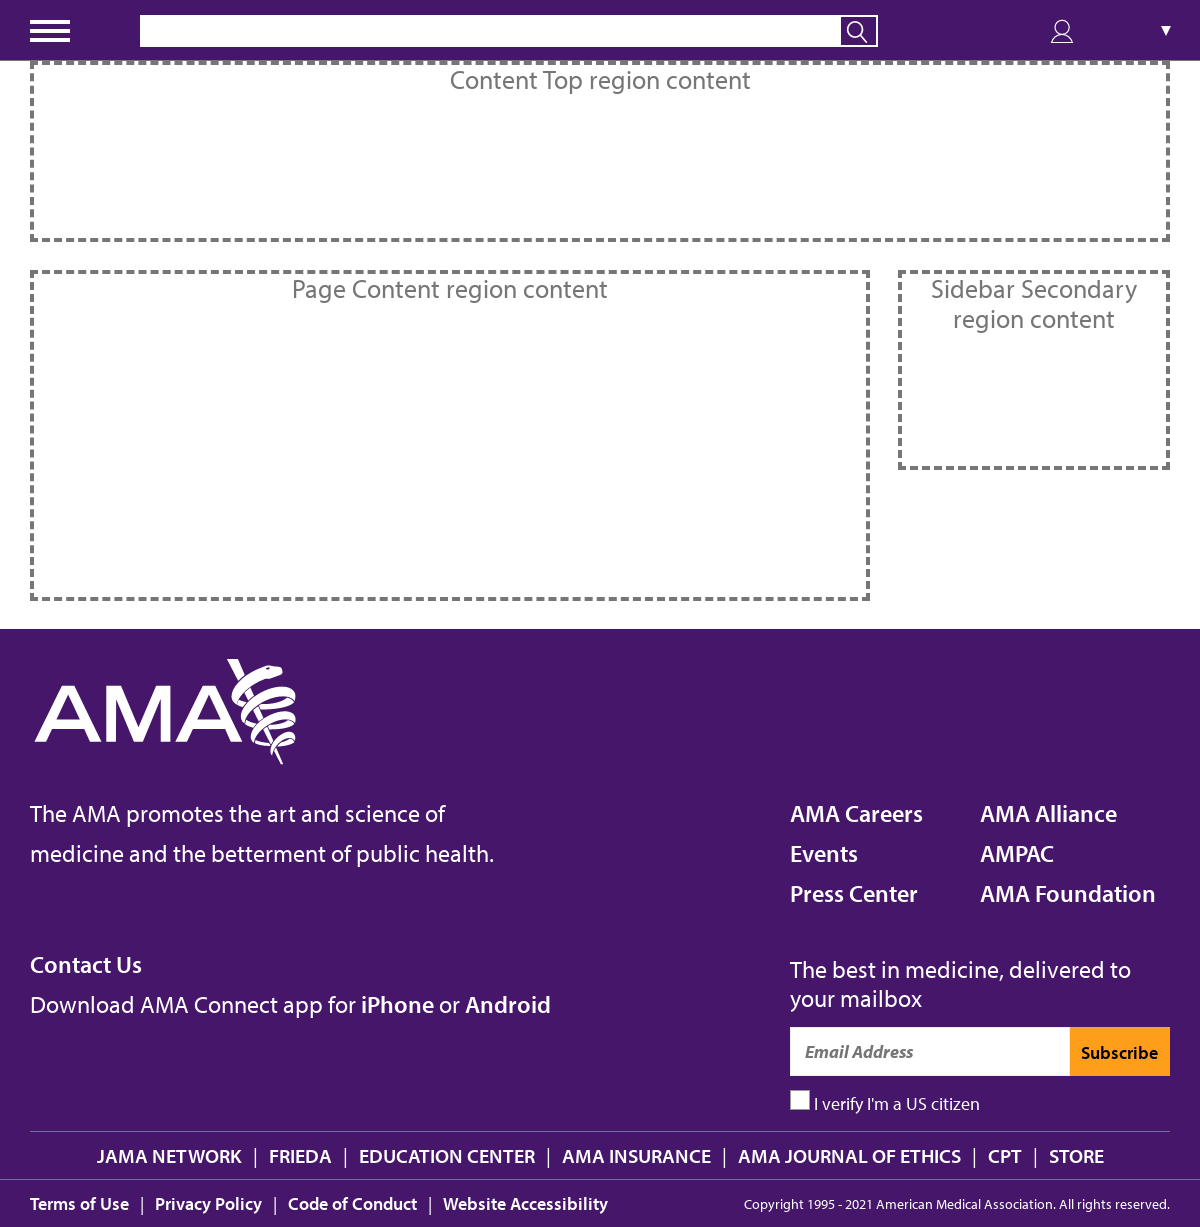 Content Top region content
Page Content region content
Sidebar Secondary
region content
AMA
The AMA promotes the art and science of
medicine and the betterment of public health.
AMA Careers
AMA Alliance
Events
AMPAC
Press Center
AMA Foundation
Contact Us
Download AMA Connect app for iPhone or Android
The best in medicine, delivered to
your mailbox
Email Address
Subscribe
I verify I'm a US citizen
JAMA NETWORK | FRIEDA | EDUCATION CENTER | AMA INSURANCE | AMA JOURNAL OF ETHICS | CPT | STORE
Terms of Use | Privacy Policy | Code of Conduct | Website Accessibility
Copyright 1995 - 2021 American Medical Association. All rights reserved.